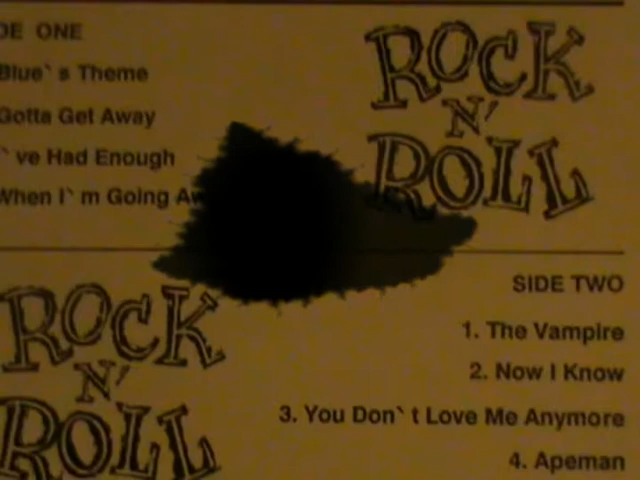 DE ONE
Blue` s Theme
Gotta Get Away
` ve Had Enough
When I` m Going Aw
ROCK
N'
ROLL
ROCK
N'
ROLL
SIDE TWO
1. The Vampire
2. Now I Know
3. You Don` t Love Me Anymore
4. Apeman